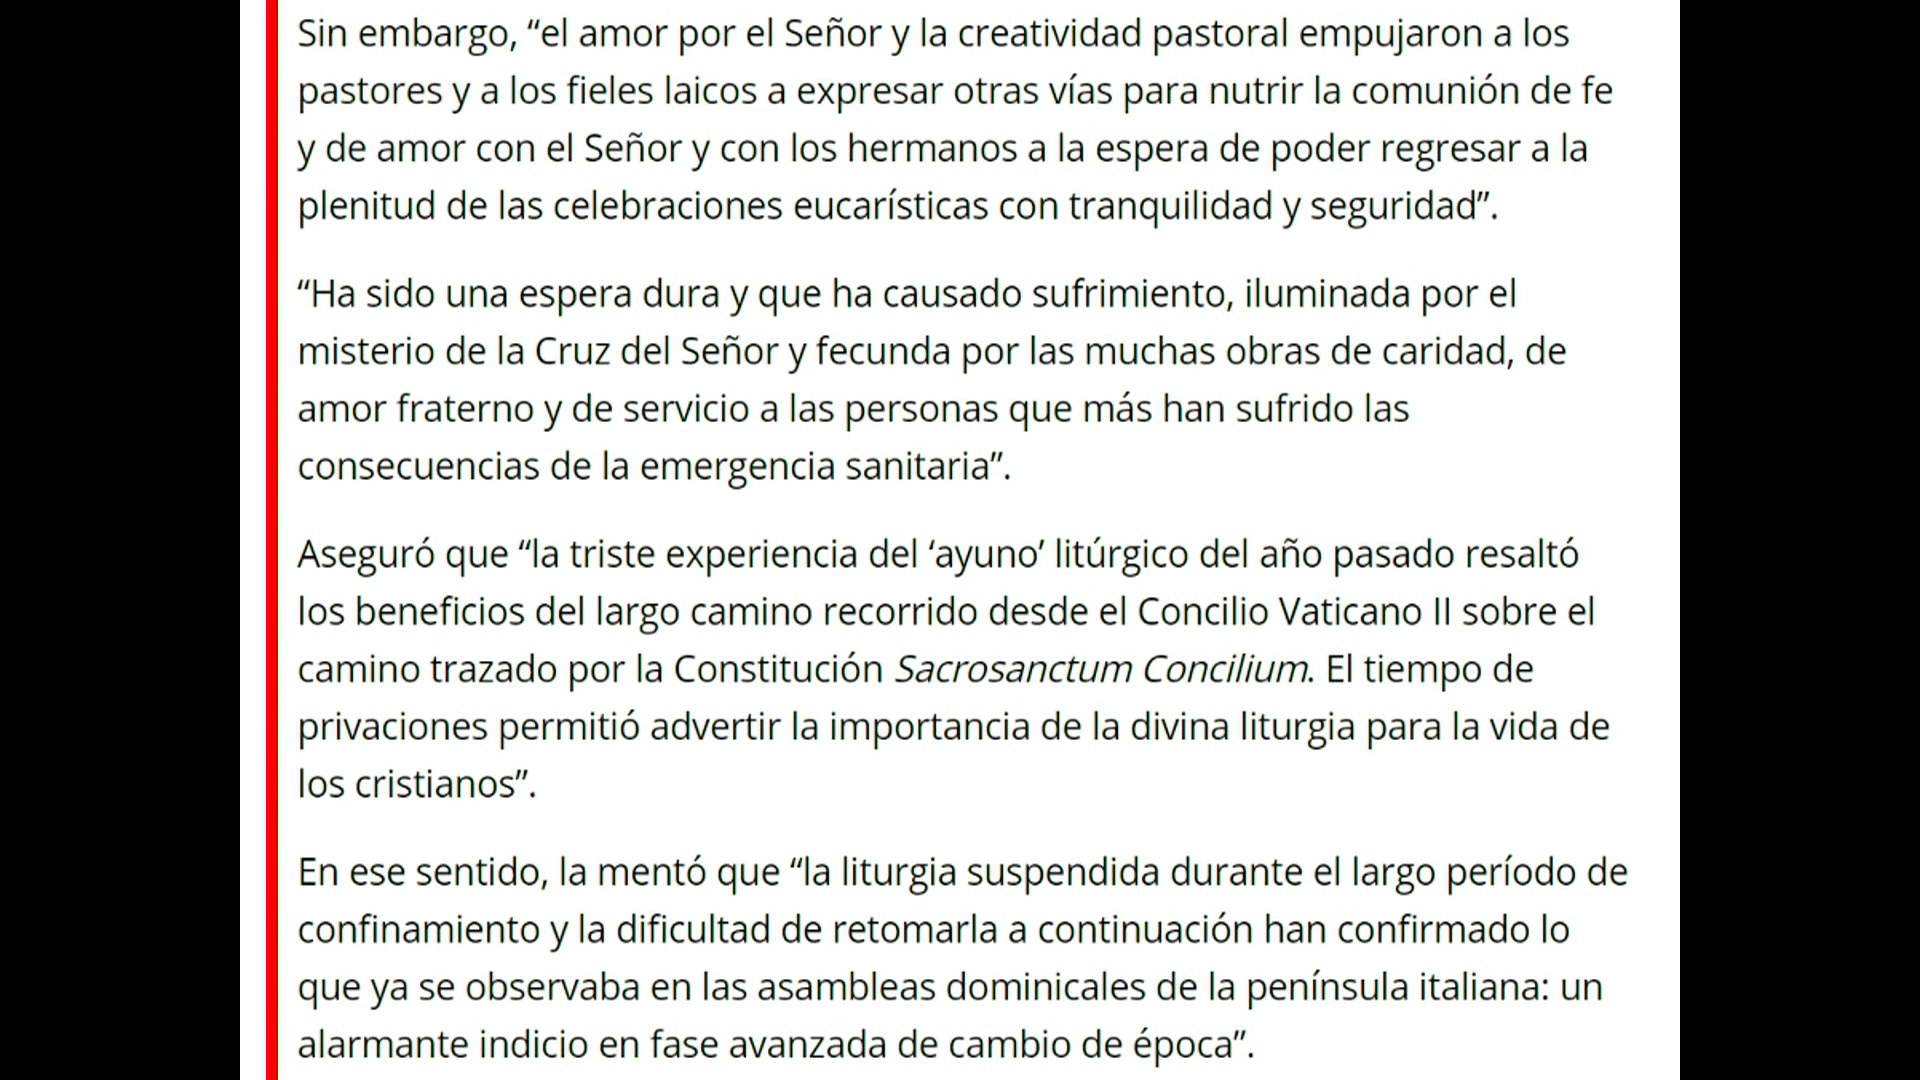 Sin embargo, “el amor por el Señor y la creatividad pastoral empujaron a los
pastores y a los fieles laicos a expresar otras vías para nutrir la comunión de fe
y de amor con el Señor y con los hermanos a la espera de poder regresar a la
plenitud de las celebraciones eucarísticas con tranquilidad y seguridad”.
“Ha sido una espera dura y que ha causado sufrimiento, iluminada por el
misterio de la Cruz del Señor y fecunda por las muchas obras de caridad, de
amor fraterno y de servicio a las personas que más han sufrido las
consecuencias de la emergencia sanitaria”.
Aseguró que “la triste experiencia del ‘ayuno’ litúrgico del año pasado resaltó
los beneficios del largo camino recorrido desde el Concilio Vaticano II sobre el
camino trazado por la Constitución Sacrosanctum Concilium. El tiempo de
privaciones permitió advertir la importancia de la divina liturgia para la vida de
los cristianos”.
En ese sentido, la mentó que “la liturgia suspendida durante el largo período de
confinamiento y la dificultad de retomarla a continuación han confirmado lo
que ya se observaba en las asambleas dominicales de la península italiana: un
alarmante indicio en fase avanzada de cambio de época”.